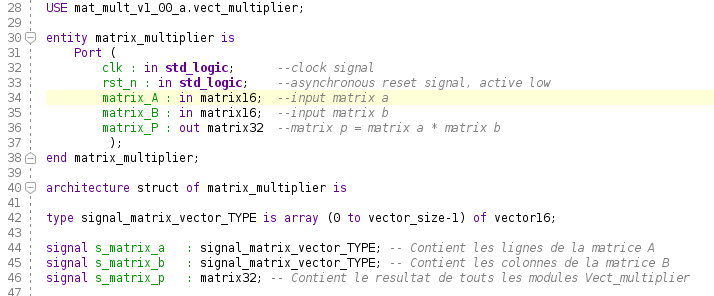 28 USE mat_mult_v1_00_a.vect_multiplier;
29
30 entity matrix_multiplier is
31 Port (
32 clk : in std_logic; --clock signal
33 rst_n : in std_logic; --asynchronous reset signal, active low
34 matrix_A : in matrix16; --input matrix a
35 matrix_B : in matrix16; --input matrix b
36 matrix_P : out matrix32 --matrix p = matrix a * matrix b
37 );
38 end matrix_multiplier;
39
40 architecture struct of matrix_multiplier is
41
42 type signal_matrix_vector_TYPE is array (0 to vector_size-1) of vector16;
43
44 signal s_matrix_a : signal_matrix_vector_TYPE; -- Contient les lignes de la matrice A
45 signal s_matrix_b : signal_matrix_vector_TYPE; -- Contient les colonnes de la matrice B
46 signal s_matrix_p : matrix32; -- Contient le resultat de touts les modules Vect_multiplier
47